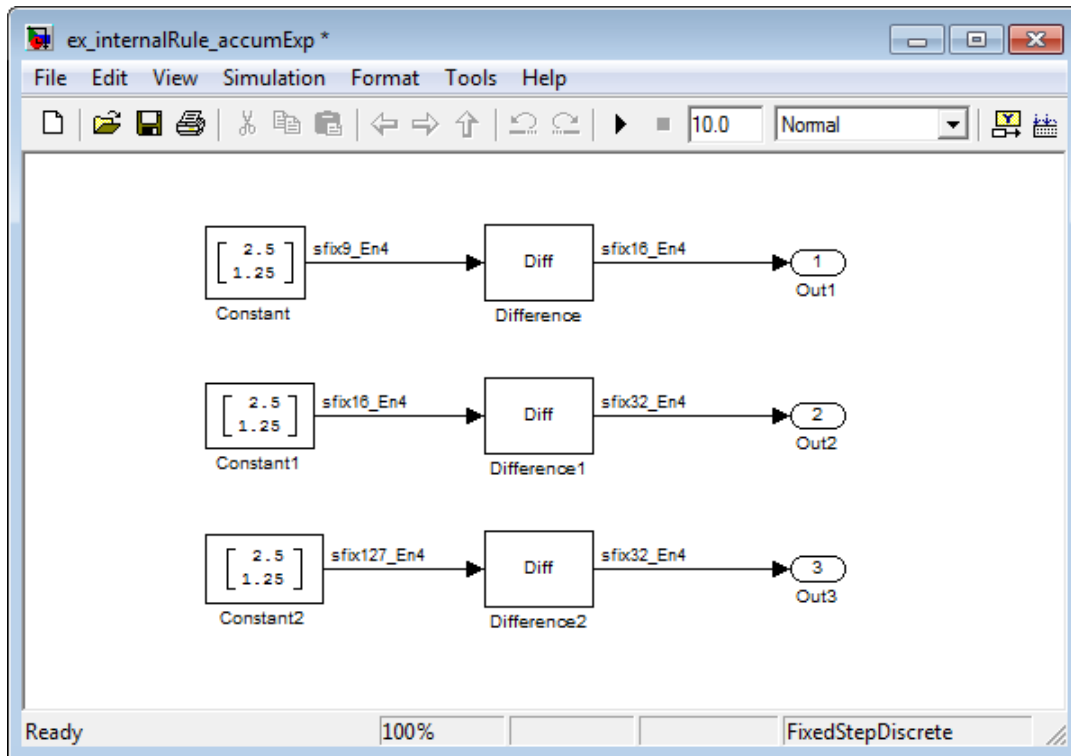 ex_internalRule_accumExp *
File Edit View Simulation Format Tools Help
10.0 Normal
2.5
1.25
Constant
sfix9_En4
Diff
Difference
sfix16_En4
1
Out1
2.5
1.25
Constant1
sfix16_En4
Diff
Difference1
sfix32_En4
2
Out2
2.5
1.25
Constant2
sfix127_En4
Diff
Difference2
sfix32_En4
3
Out3
Ready 100% FixedStepDiscrete